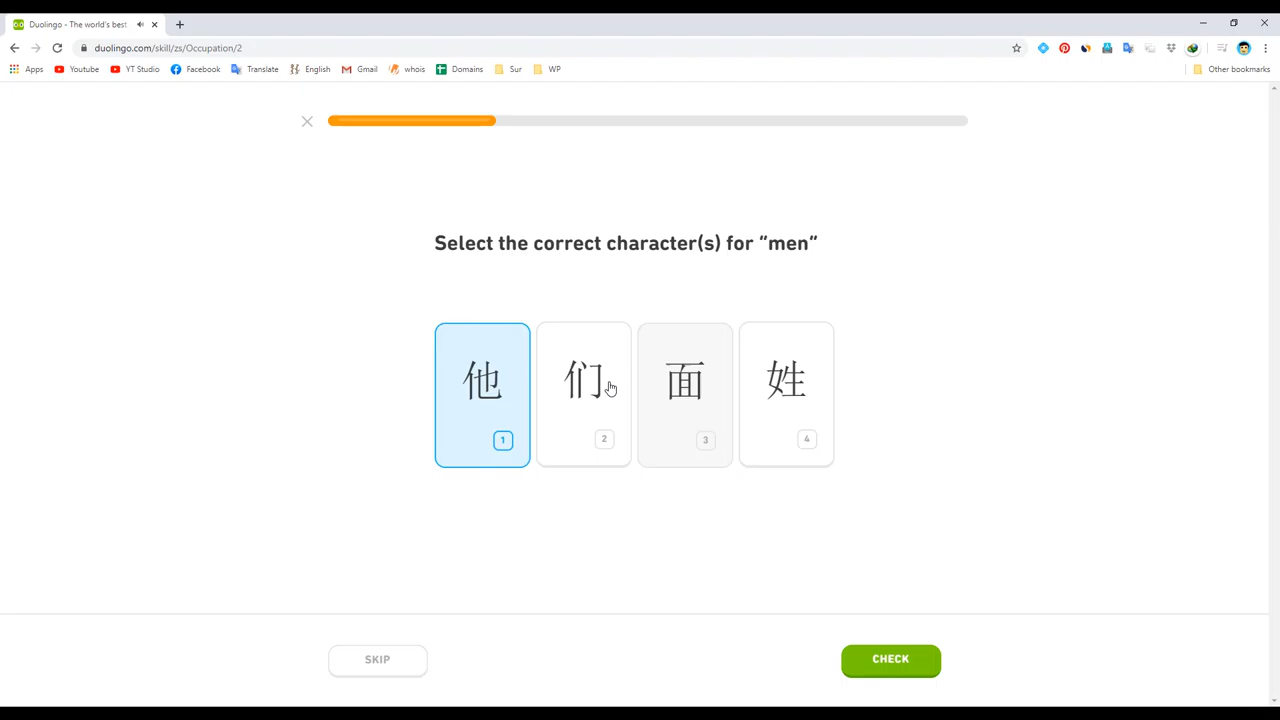 Duolingo - The world's best
duolingo.com/skill/zs/Occupation/2
Apps Youtube YT Studio Facebook Translate English Gmail whois Domains Sur WP Other bookmarks
Select the correct character(s) for "men"
他 们 面 姓
1 2 3 4
SKIP CHECK